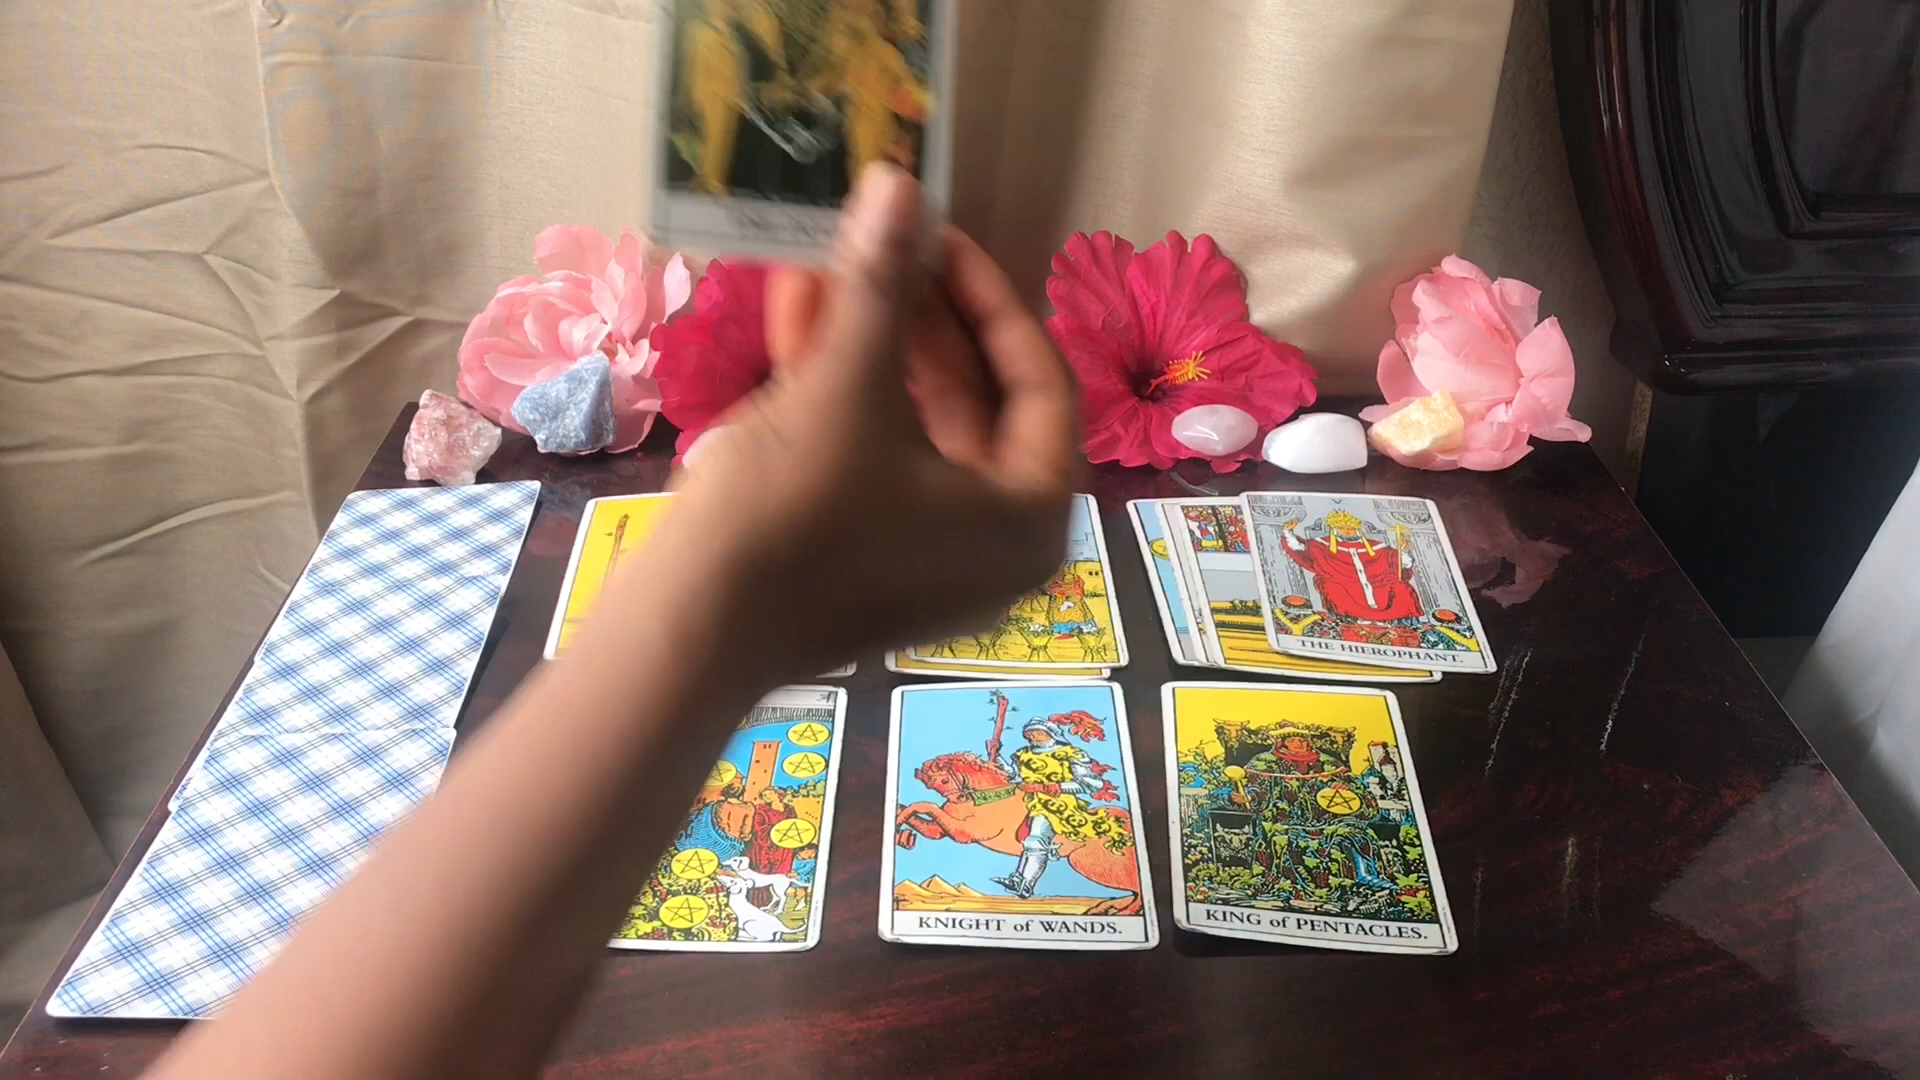 V
THE HIEROPHANT.
KNIGHT of WANDS.
KING of PENTACLES.